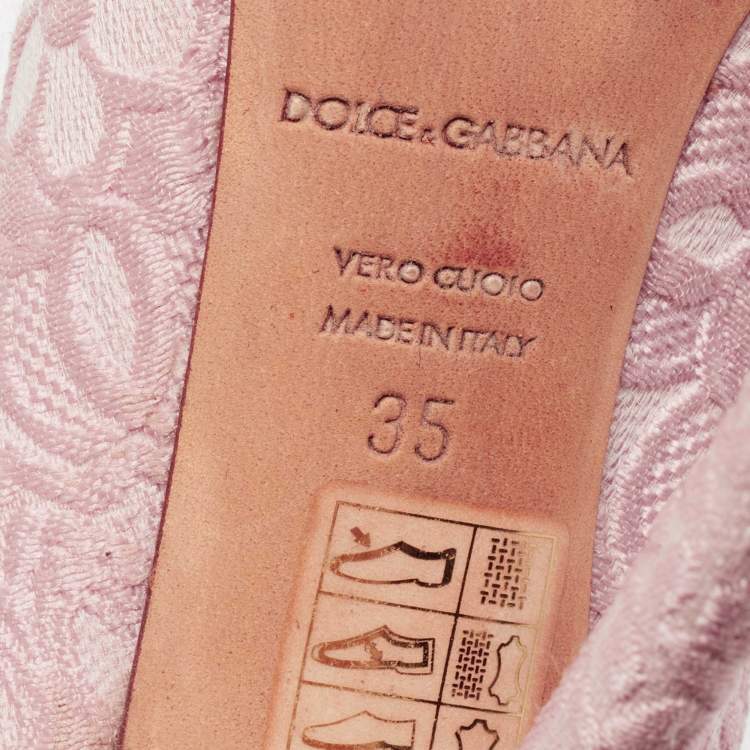 DOLCE & GABBANA
VERO CUOIO
MADE IN ITALY
35